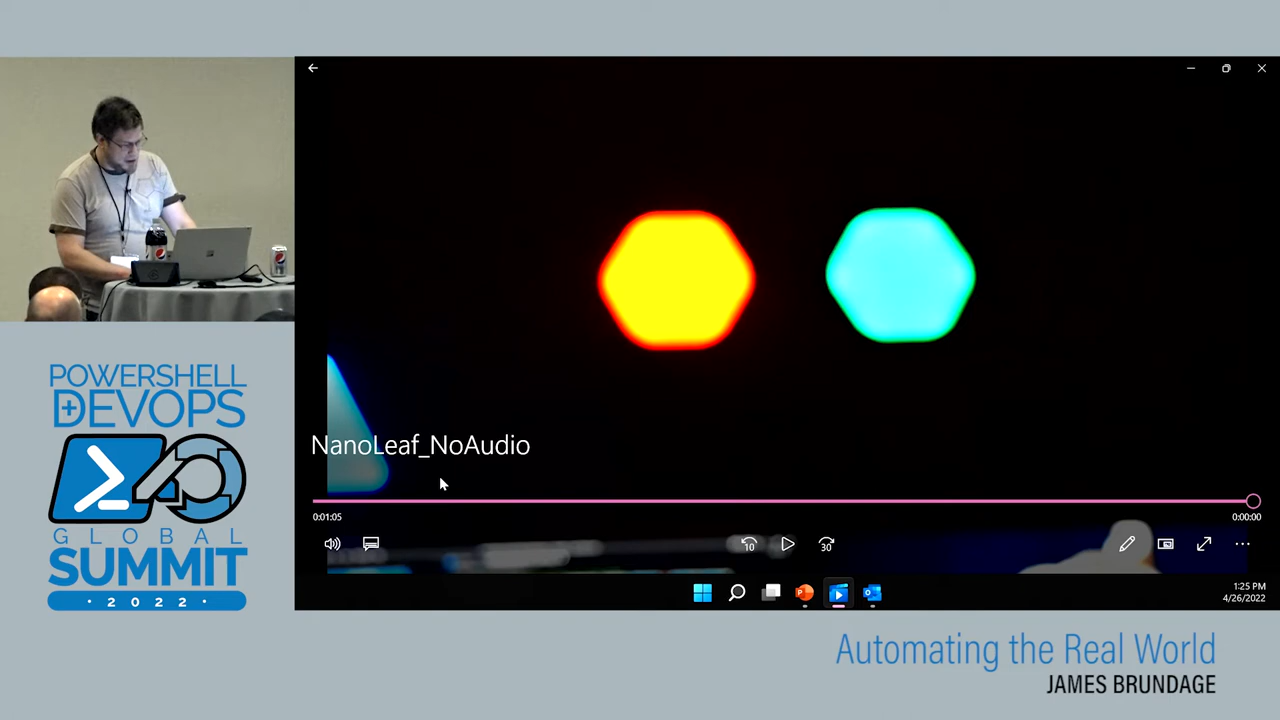 NanoLeaf_NoAudio
0:01:05
0:00:00
10
30
1:25 PM
4/26/2022
POWERSHELL
+ DEVOPS
GLOBAL
SUMMIT
· 2022 ·
Automating the Real World
JAMES BRUNDAGE